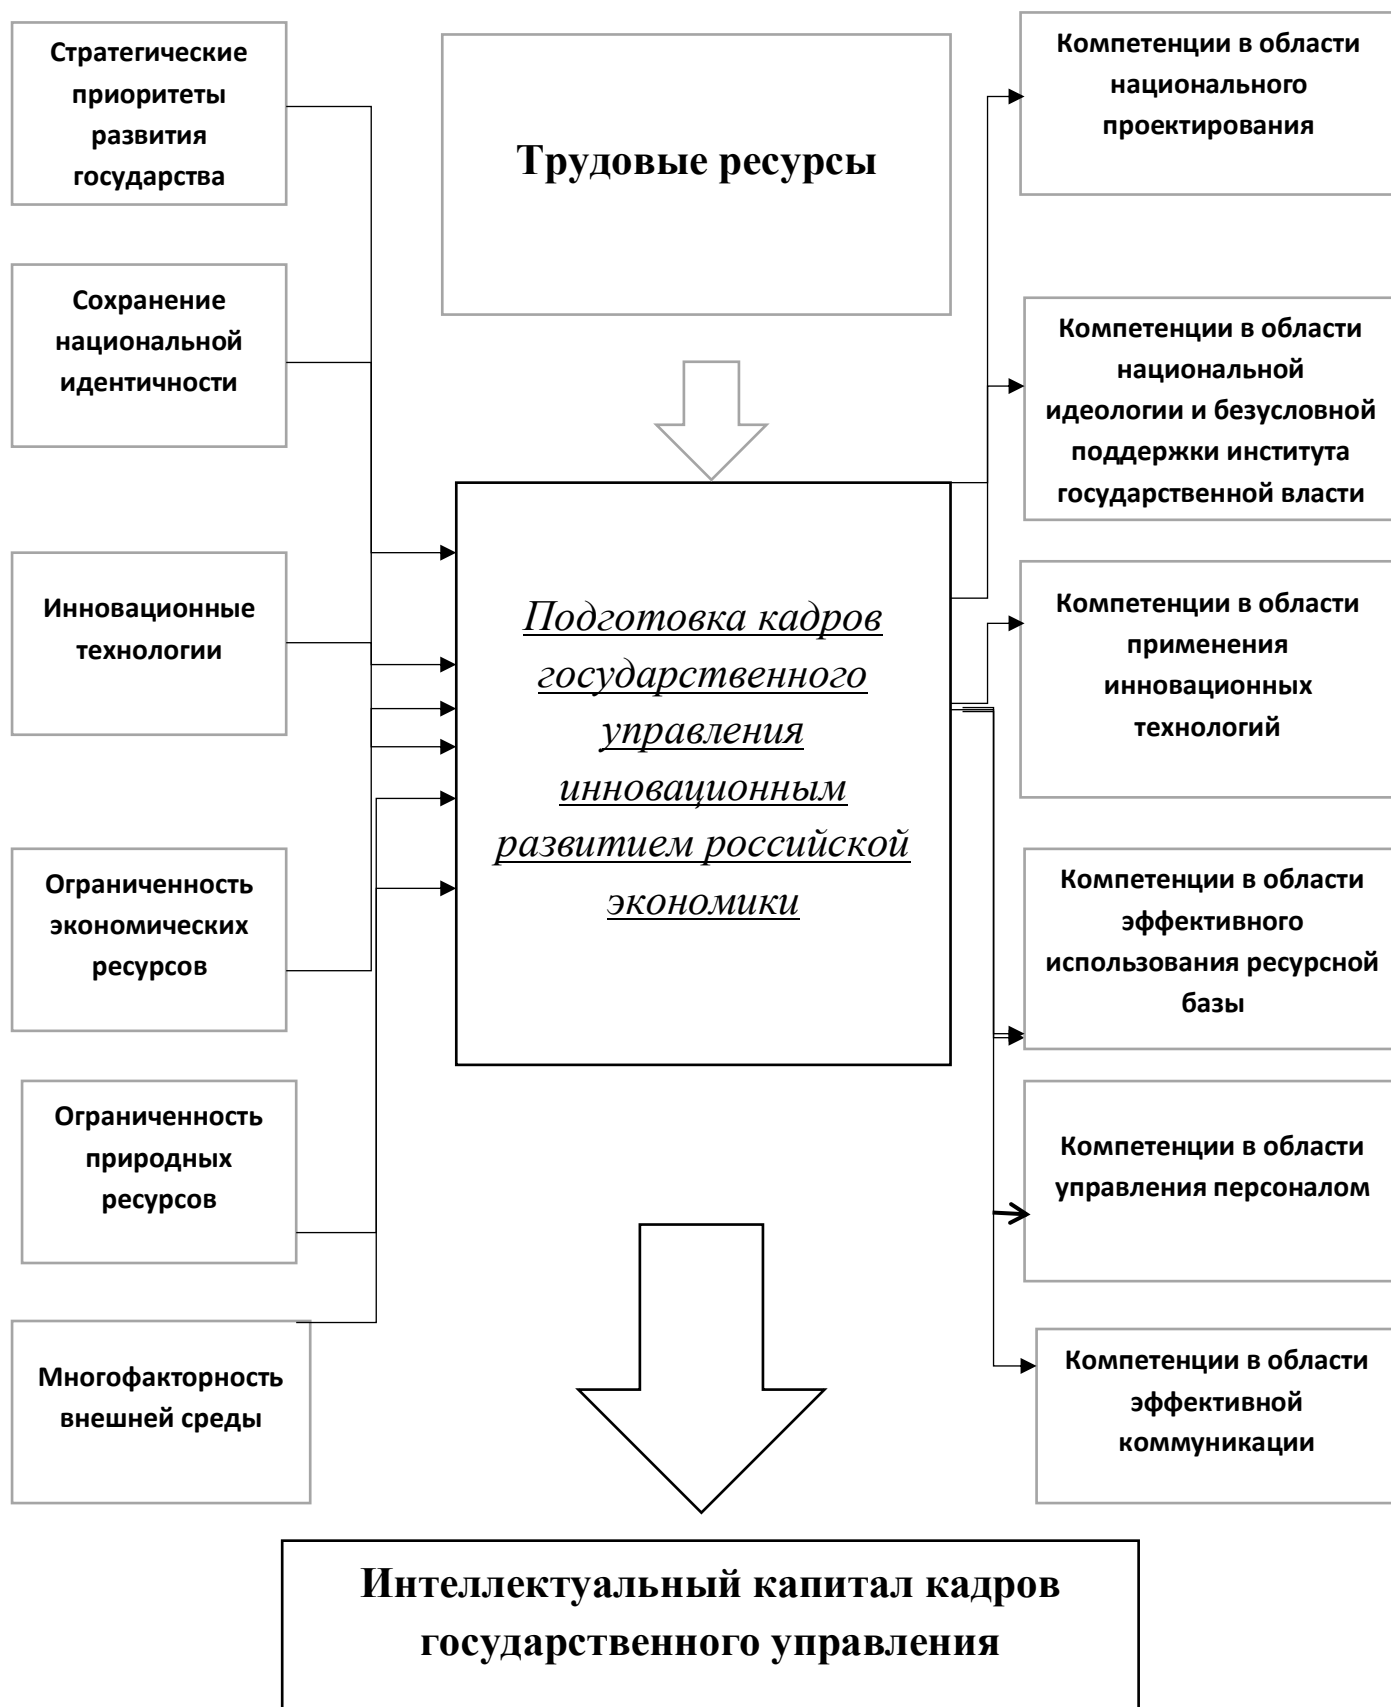 Стратегические
приоритеты
развития
государства
Сохранение
национальной
идентичности
Инновационные
технологии
Ограниченность
экономических
ресурсов
Ограниченность
природных
ресурсов
Многофакторность
внешней среды
Трудовые ресурсы
Подготовка кадров
государственного
управления
инновационным
развитием российской
экономики
Компетенции в области
национального
проектирования
Компетенции в области
национальной
идеологии и безусловной
поддержки института
государственной власти
Компетенции в области
применения
инновационных
технологий
Компетенции в области
эффективного
использования ресурсной
базы
Компетенции в области
управления персоналом
Компетенции в области
эффективной
коммуникации
Интеллектуальный капитал кадров
государственного управления